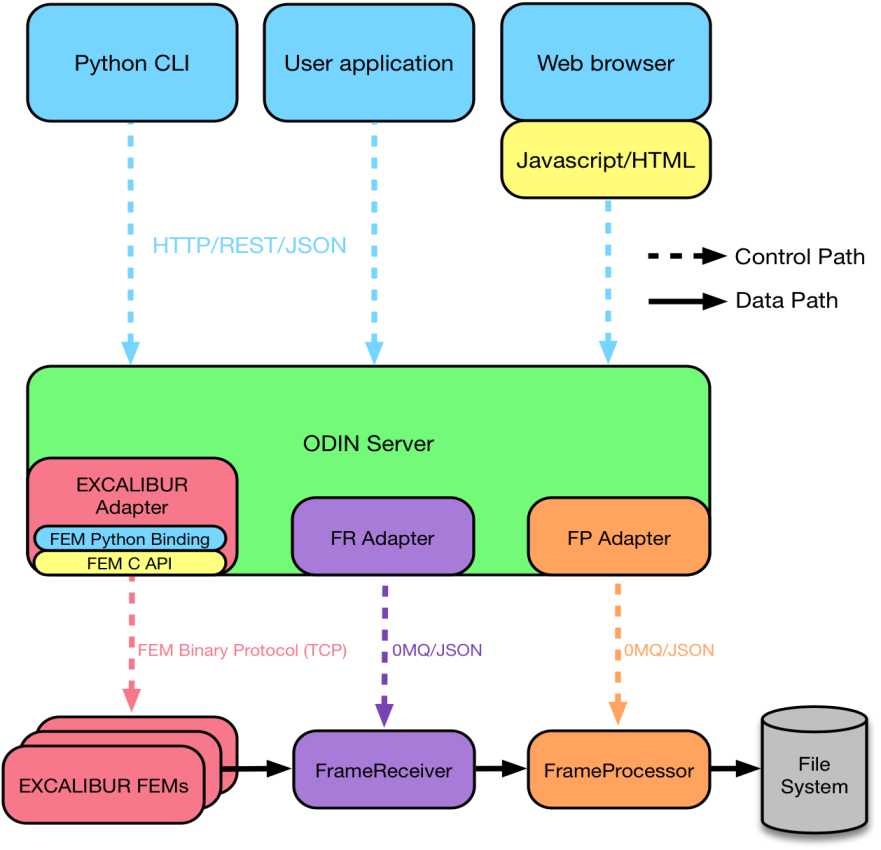 Python CLI
User application
Web browser
Javascript/HTML
HTTP/REST/JSON
Control Path
Data Path
ODIN Server
EXCALIBUR
Adapter
FEM Python Binding
FEM C API
FR Adapter
FP Adapter
FEM Binary Protocol (TCP)
0MQ/JSON
0MQ/JSON
EXCALIBUR FEMs
FrameReceiver
FrameProcessor
File
System